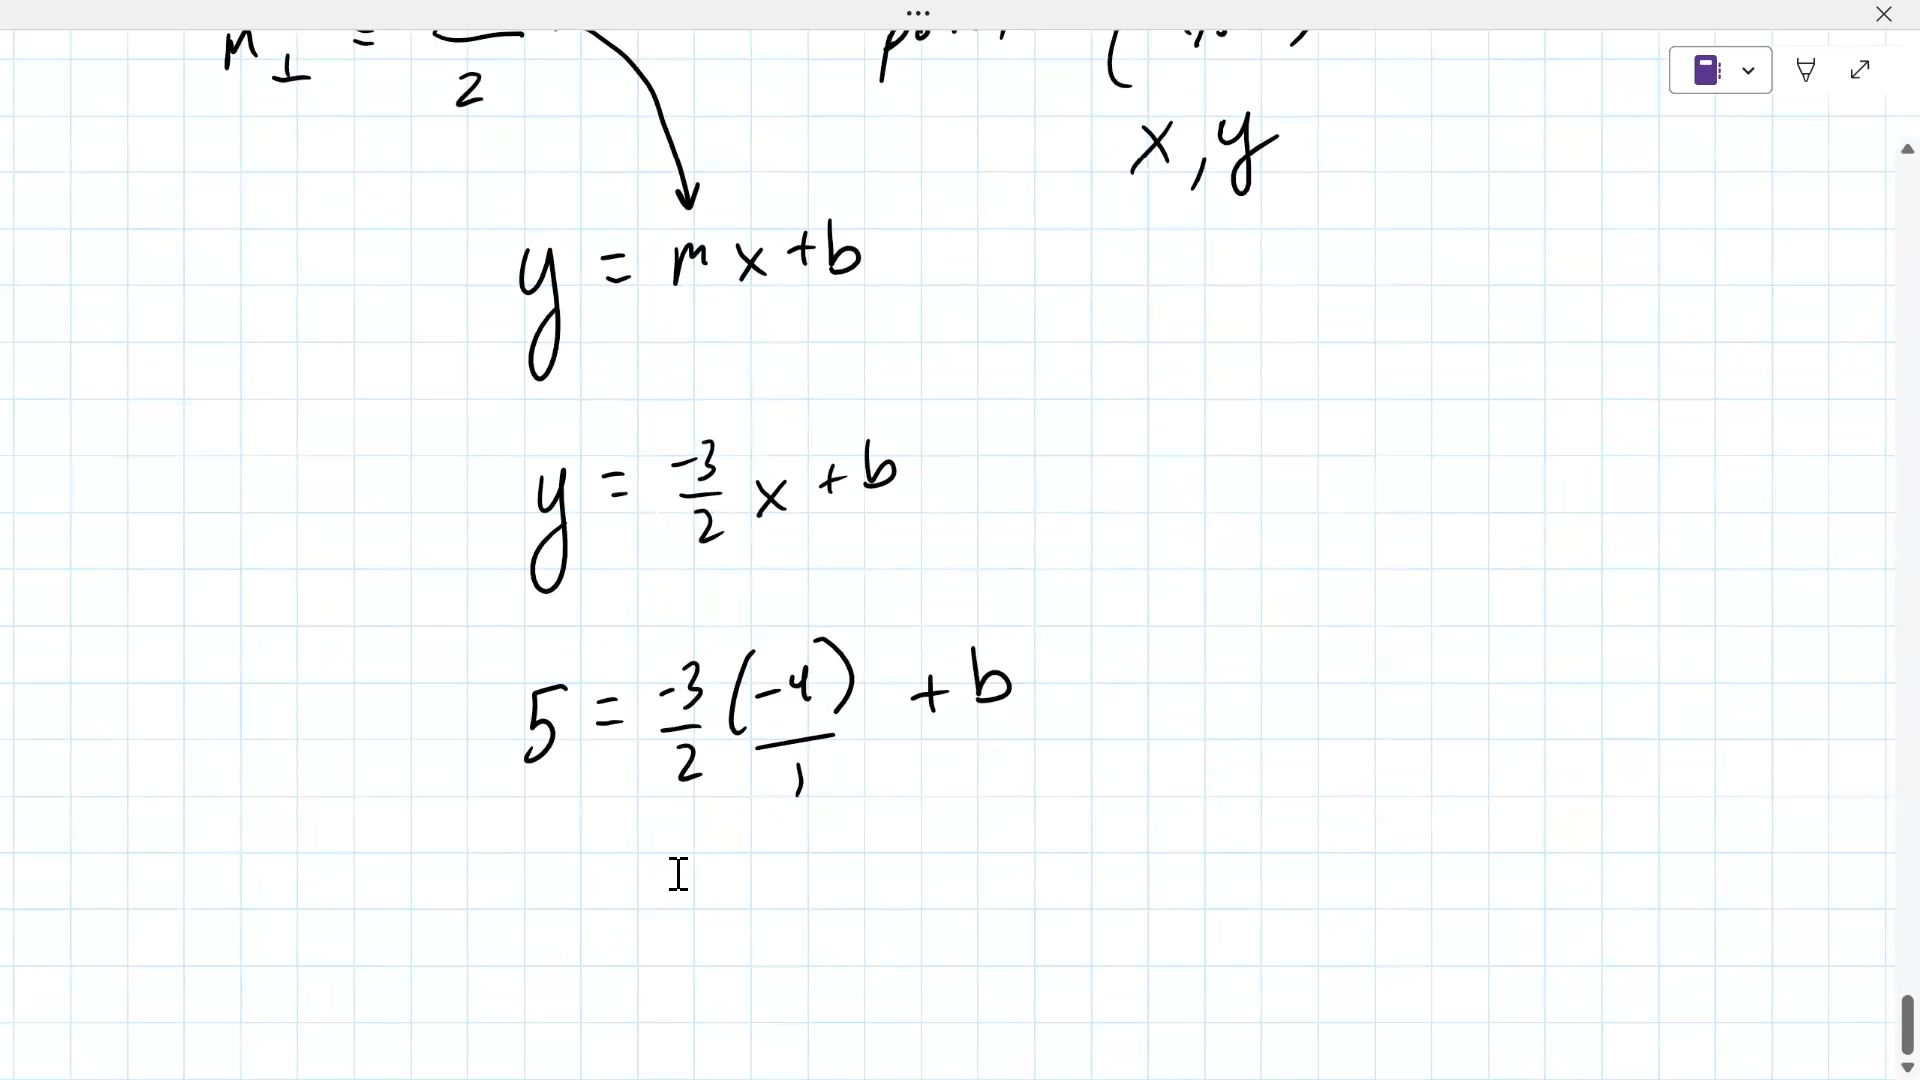 m⊥ = /2
x, y
y = mx + b
y = -3/2 x + b
5 = -3/2 (-4)/1 + b